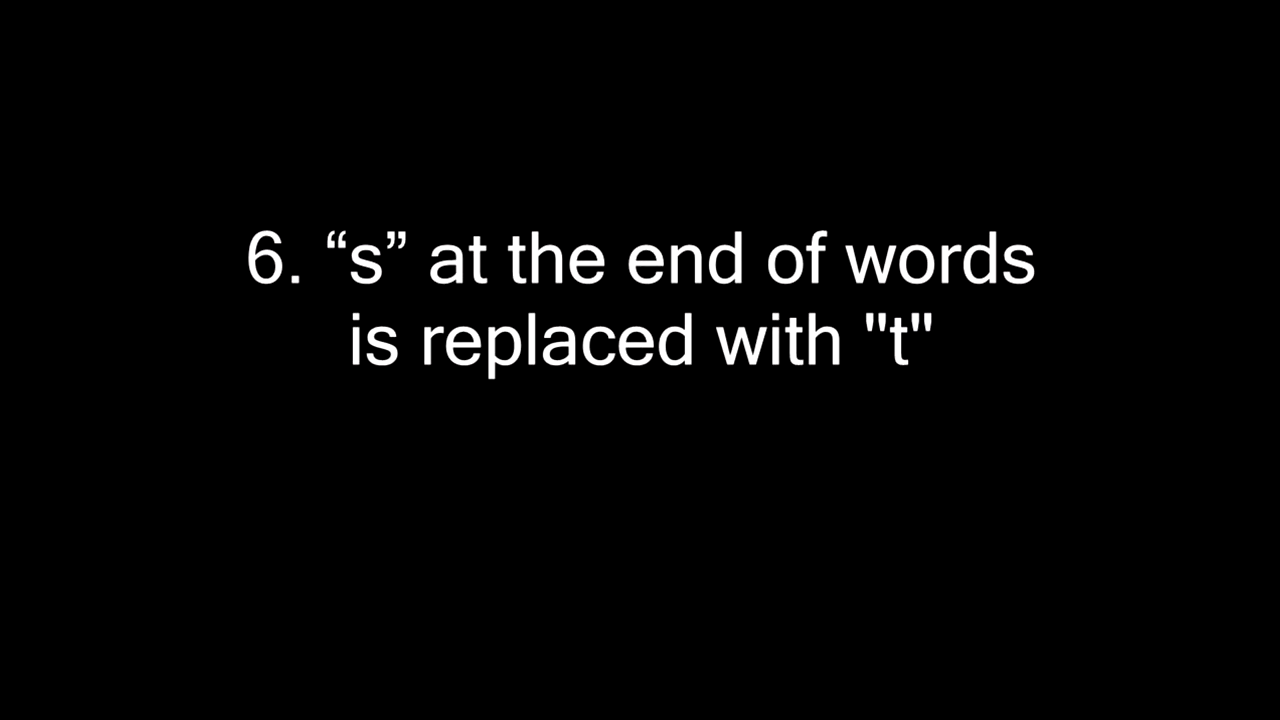 6. “s” at the end of words
is replaced with "t"